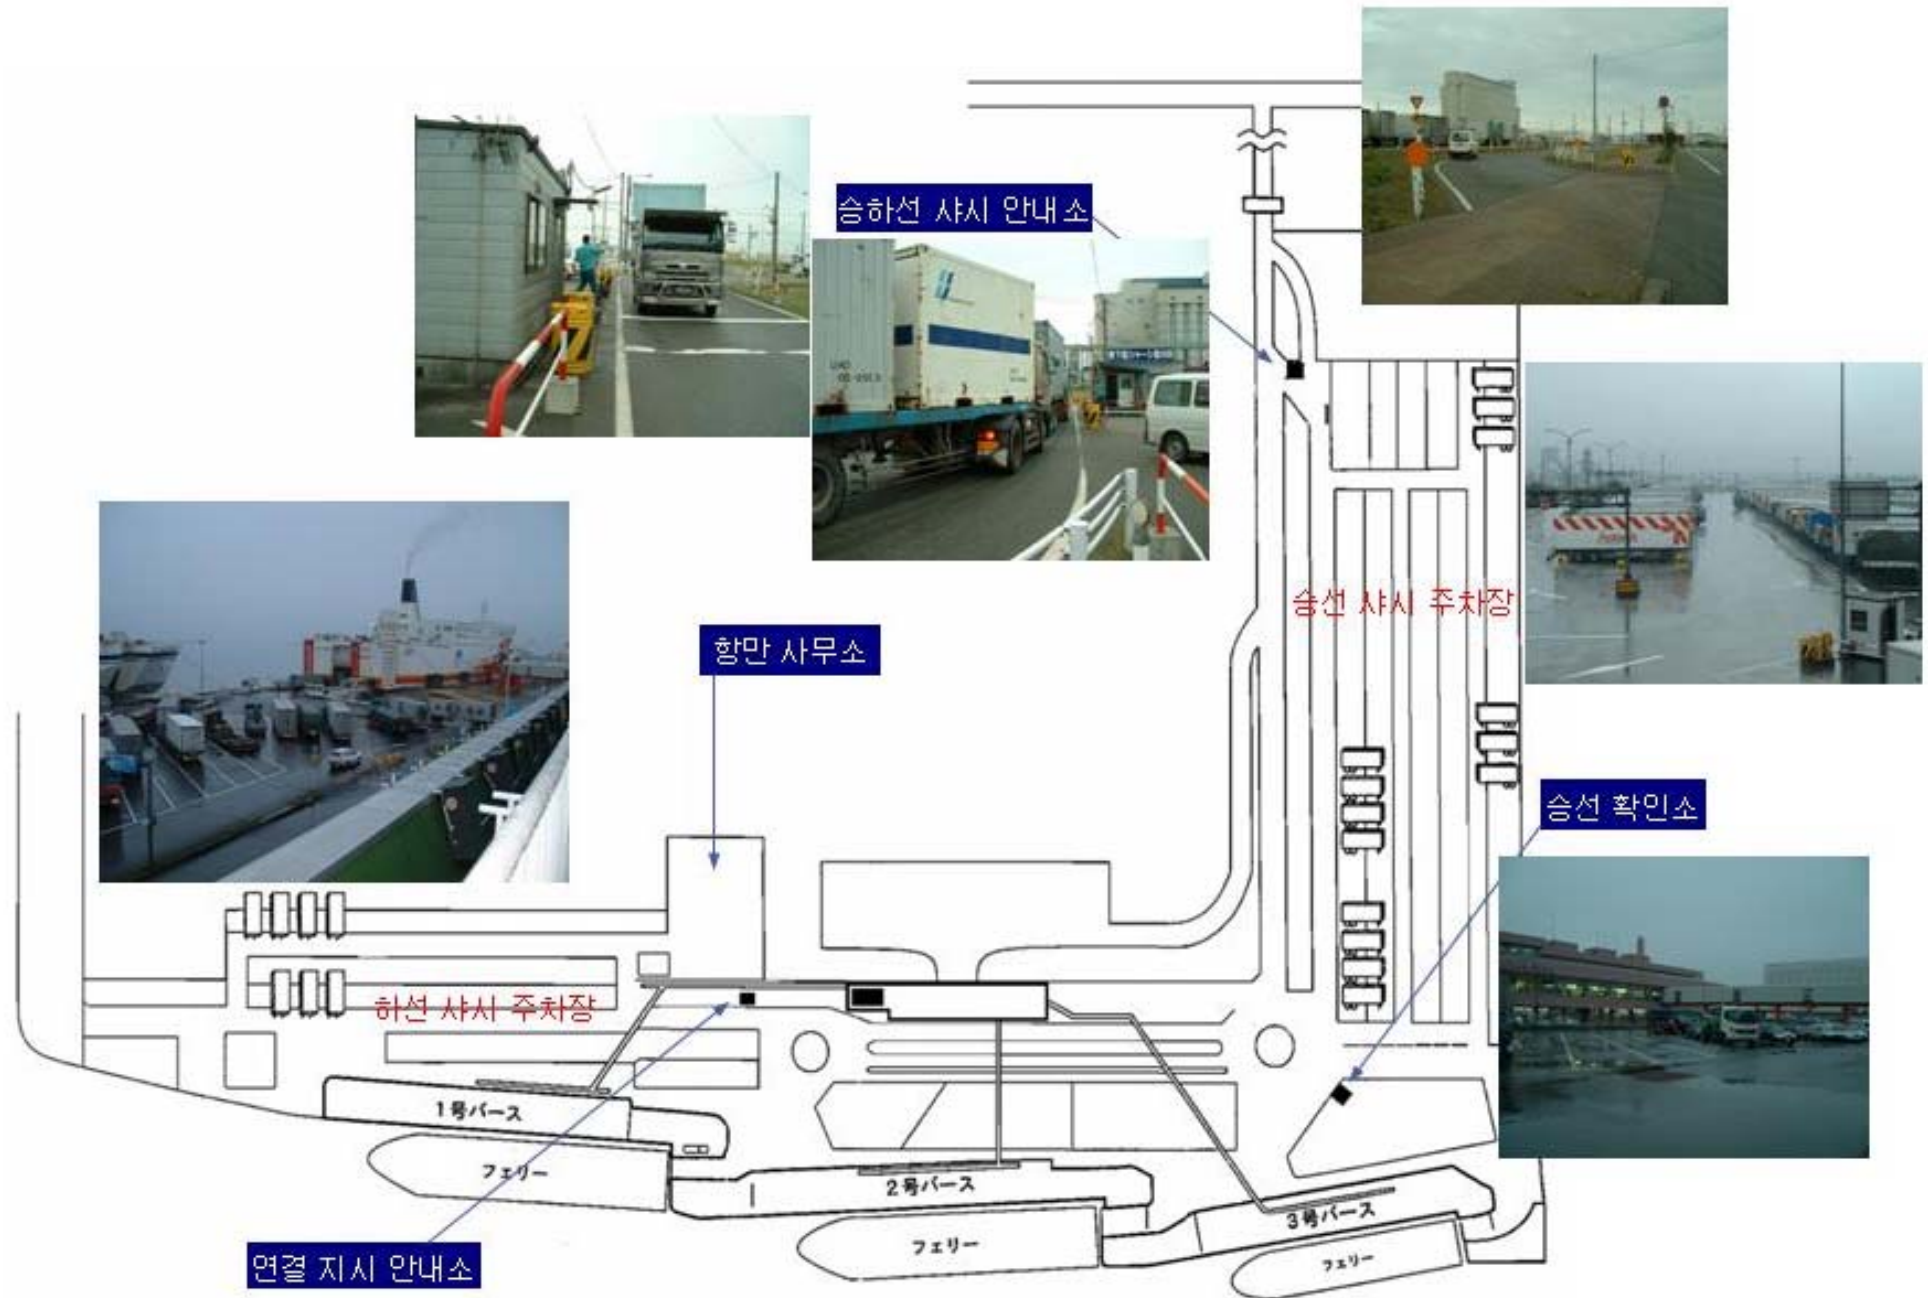 승하선 샤시 안내소
승선 샤시 주차장
항만 사무소
승선 확인소
하선 샤시 주차장
1号バース
フェリー
2号バース
3号バース
フェリー
フェリー
연결 지시 안내소